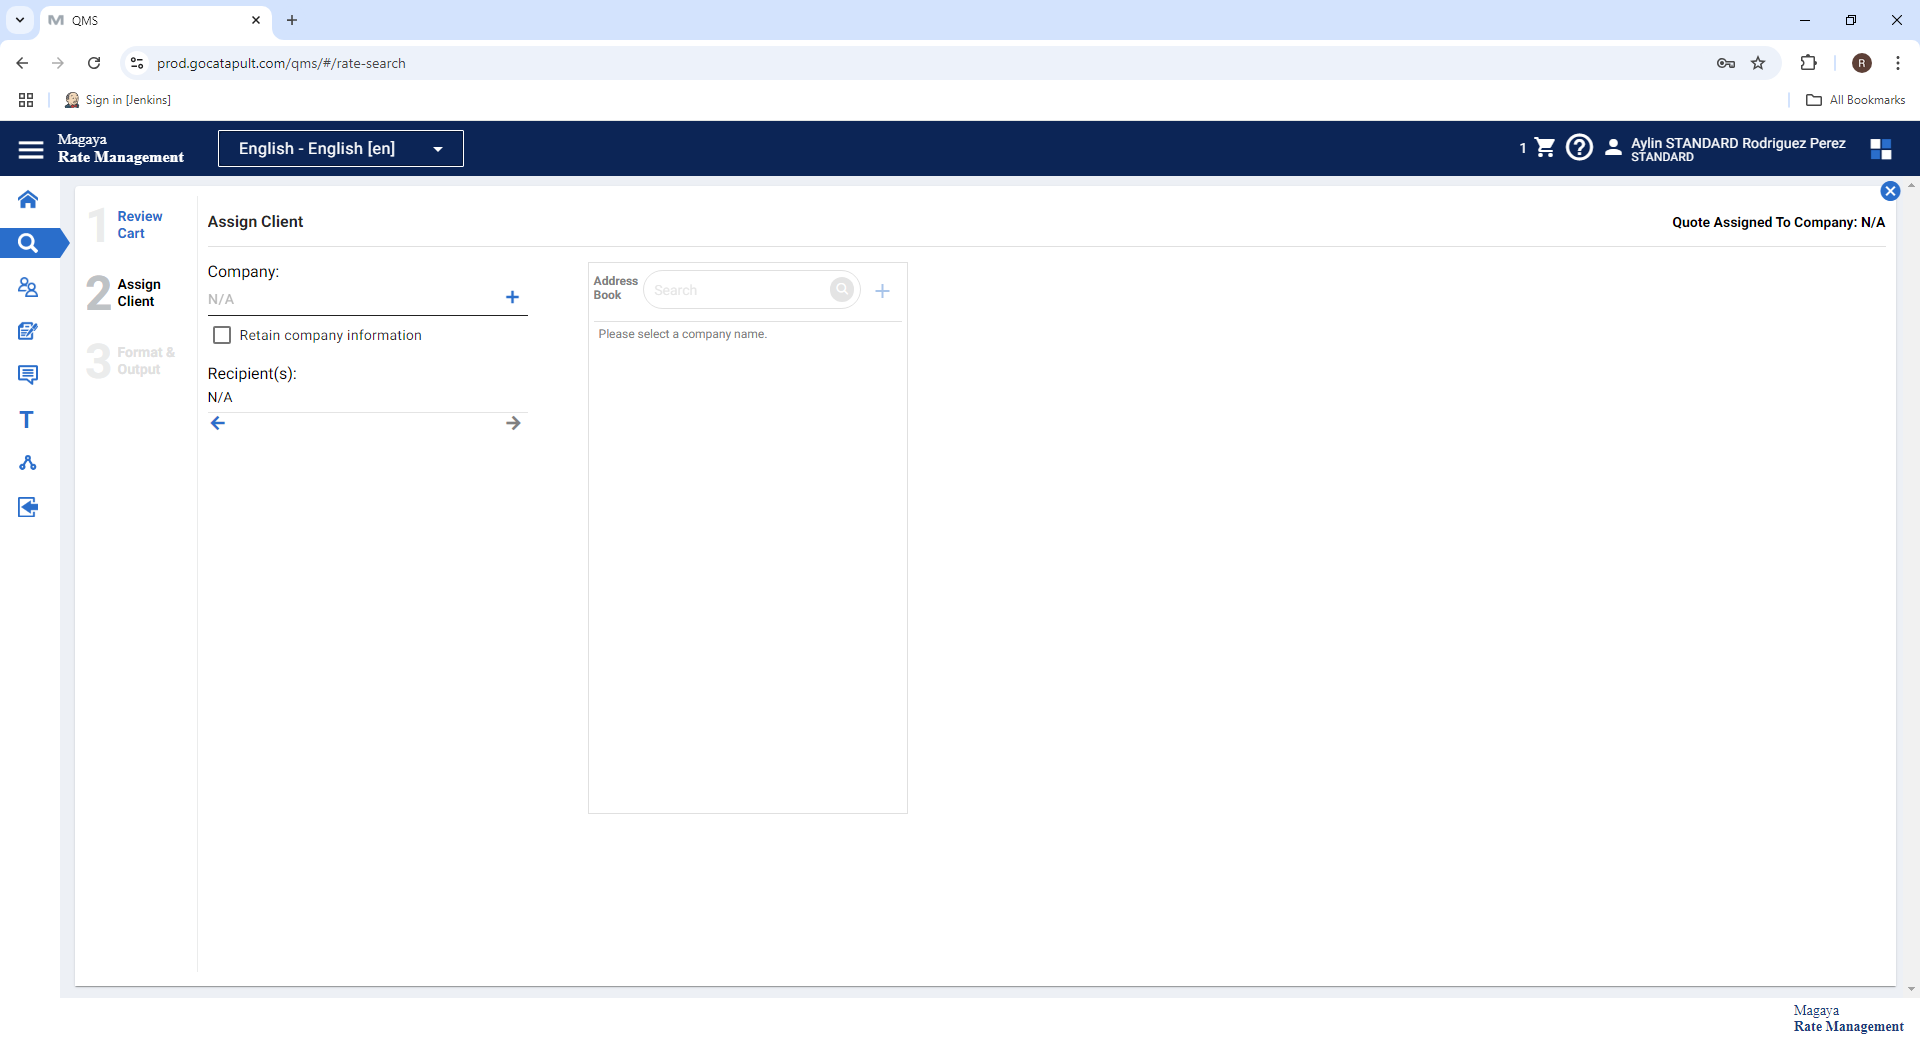 QMS
prod.gocatapult.com/qms/#/rate-search
R
Sign in [Jenkins]
All Bookmarks
Magaya
Rate Management
English - English [en]
1
Aylin STANDARD Rodriguez Perez
STANDARD
1 Review
Cart
Assign Client
Quote Assigned To Company: N/A
2 Assign
Client
3 Format &
Output
Company:
N/A
Retain company information
Recipient(s):
N/A
Address
Book
Search
Please select a company name.
T
Magaya
Rate Management